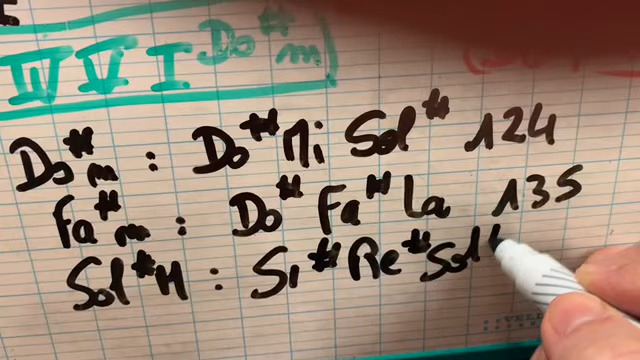 IV V I Do#m
Do#m : Do# Mi Sol# 124
Fa#m : Do# Fa# La 135
Sol#M : Si# Re# Sol